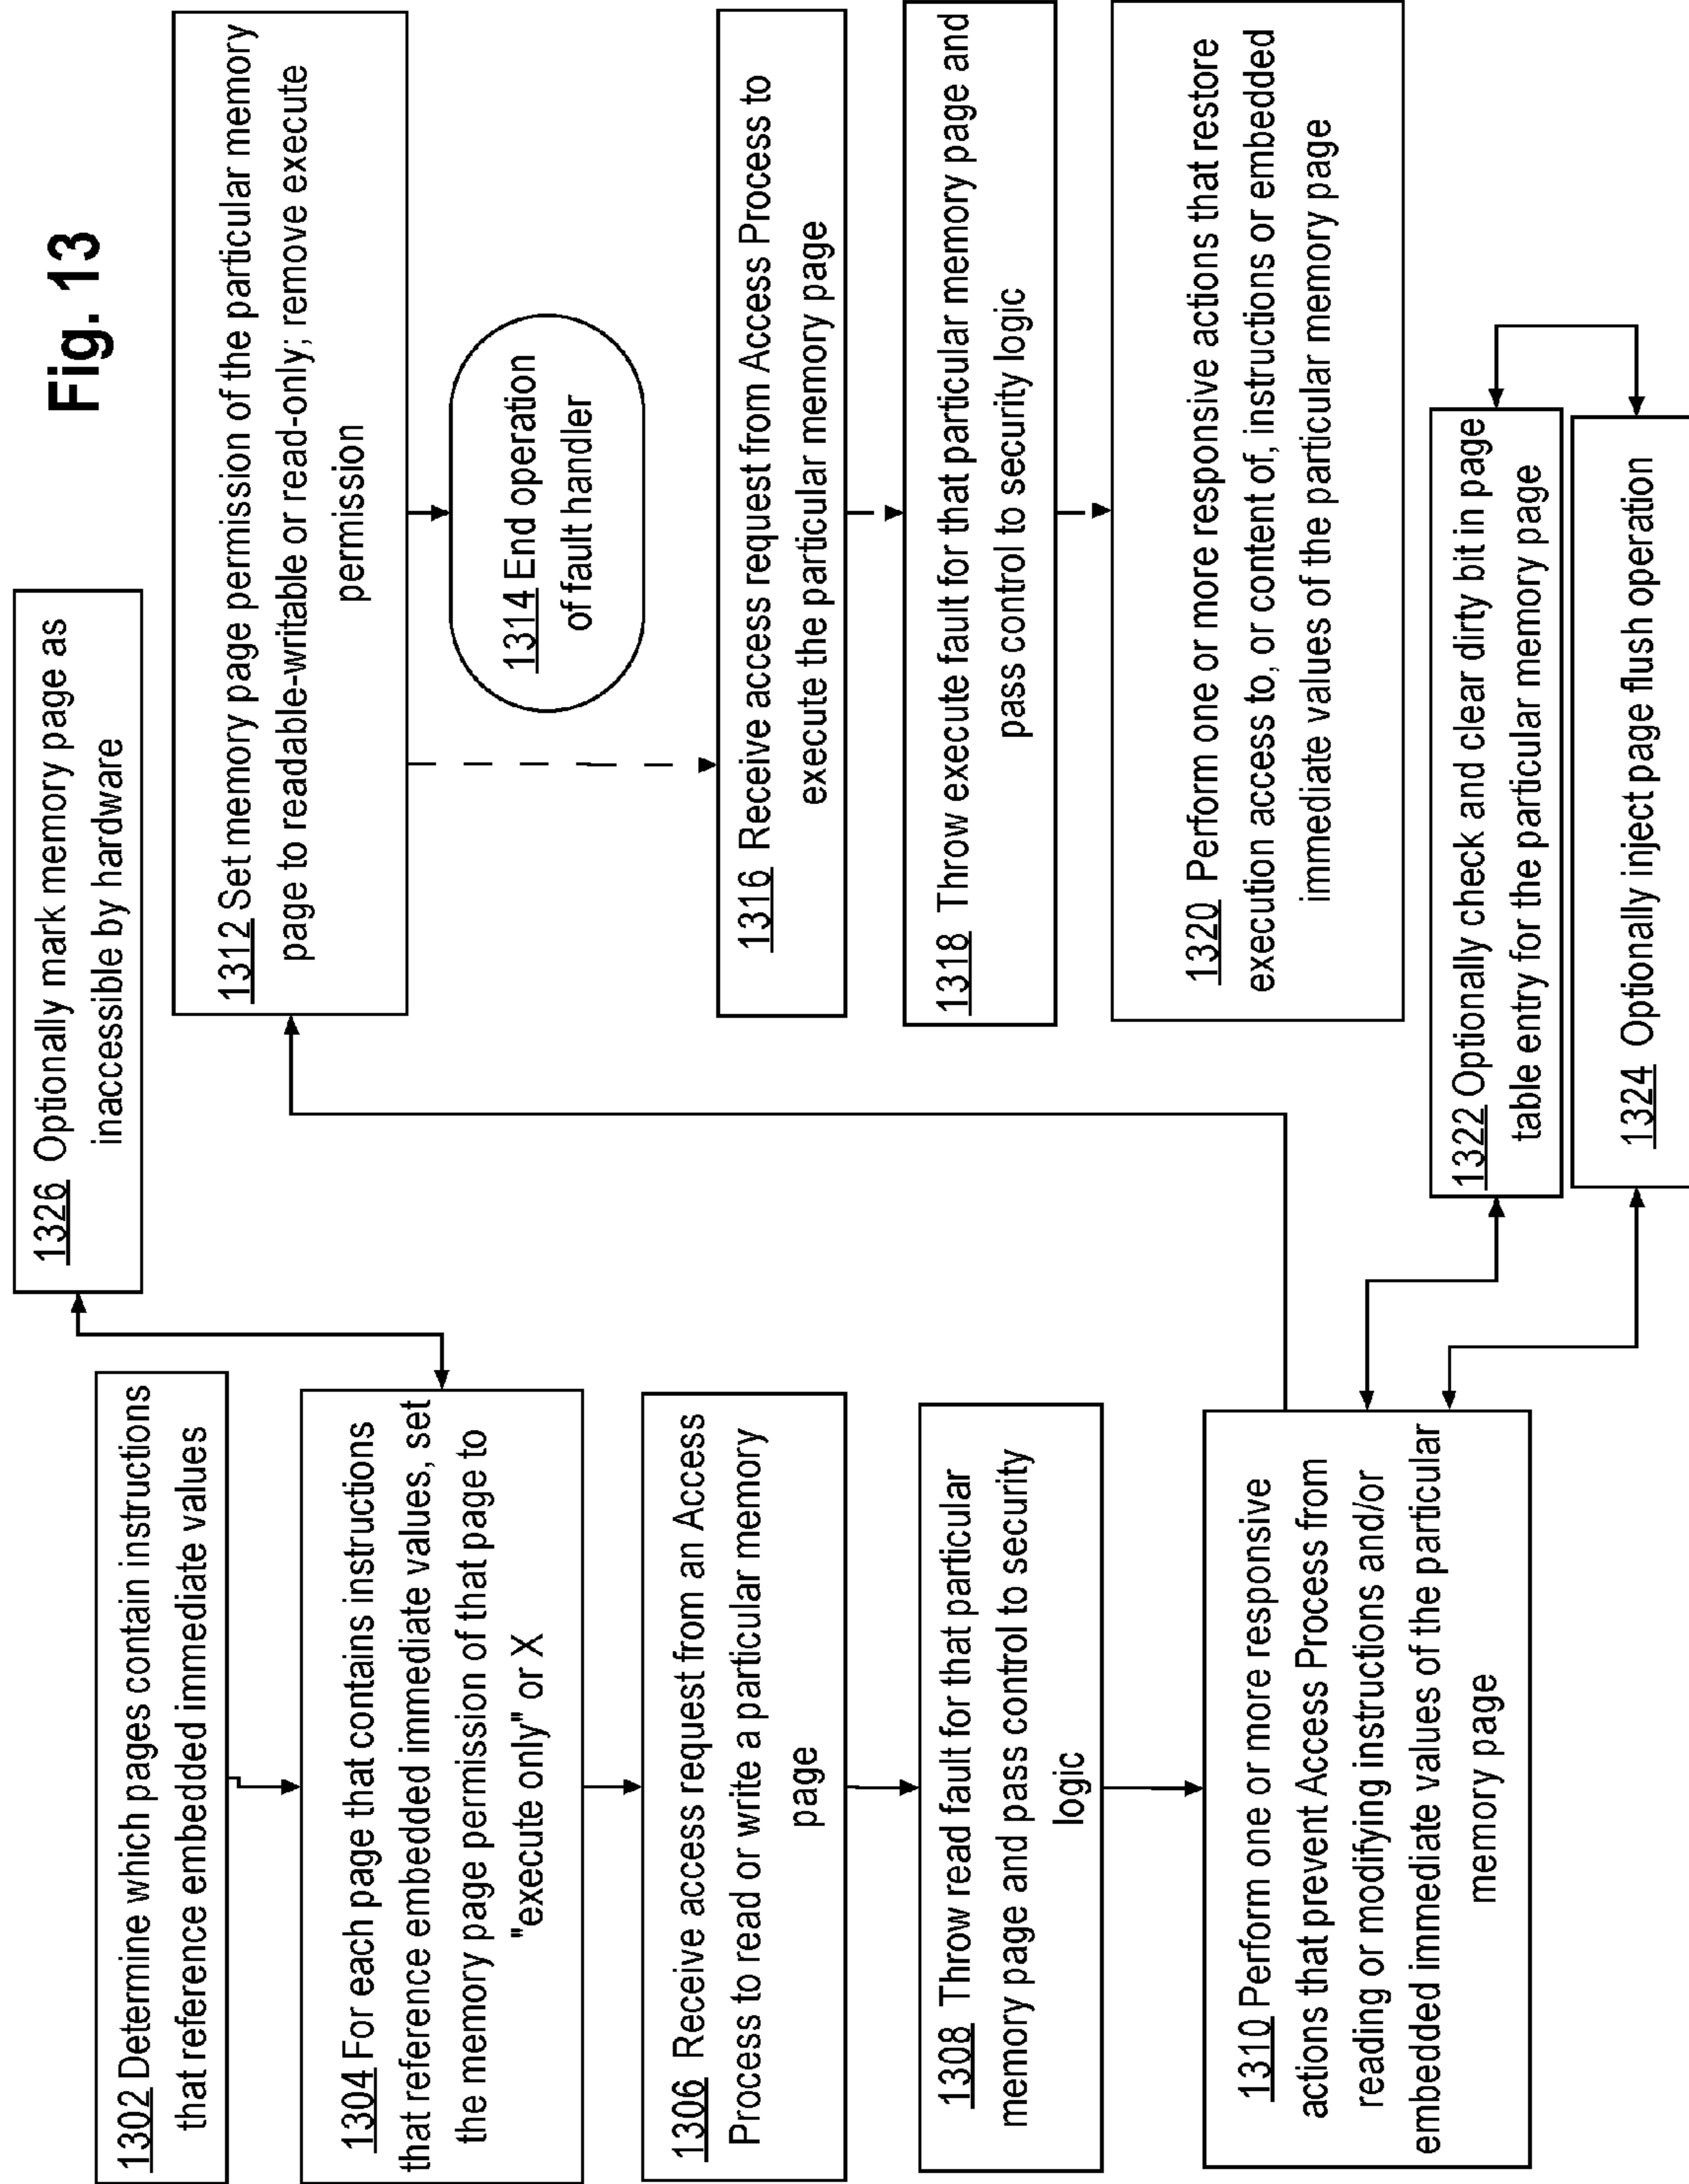 Fig. 13
1302 Determine which pages contain instructions
that reference embedded immediate values
1304 For each page that contains instructions
that reference embedded immediate values, set
the memory page permission of that page to
"execute only" or X
1306 Receive access request from an Access
Process to read or write a particular memory
page
1308 Throw read fault for that particular
memory page and pass control to security
logic
1310 Perform one or more responsive
actions that prevent Access Process from
reading or modifying instructions and/or
embedded immediate values of the particular
memory page
1326 Optionally mark memory page as
inaccessible by hardware
1312 Set memory page permission of the particular memory
page to readable-writable or read-only; remove execute
permission
1314 End operation
of fault handler
1316 Receive access request from Access Process to
execute the particular memory page
1318 Throw execute fault for that particular memory page and
pass control to security logic
1320 Perform one or more responsive actions that restore
execution access to, or content of, instructions or embedded
immediate values of the particular memory page
1322 Optionally check and clear dirty bit in page
table entry for the particular memory page
1324 Optionally inject page flush operation